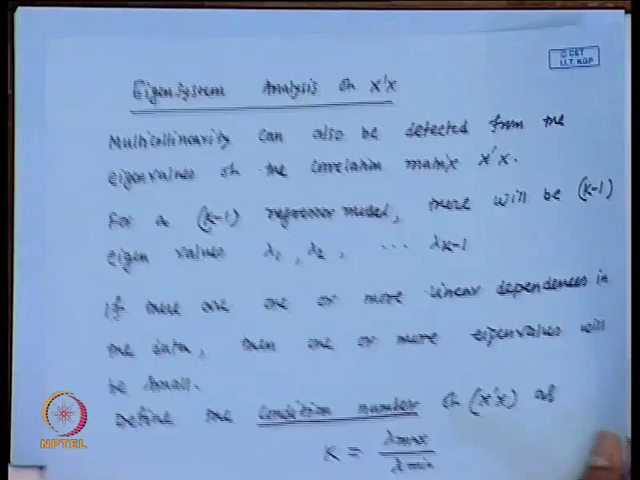 © CET
I.I.T. KGP
Eigensystem Analysis on X'X
Multicollinearity can also be detected from the
eigenvalues of the correlation matrix X'X.
For a (k-1) regressor model, there will be (k-1)
eigen values λ1, λ2, ... λk-1
If there are one or more linear dependences in
the data, then one or more eigenvalues will
be small.
Define the Condition number of (X'X) as
K = λmax / λmin
NPTEL